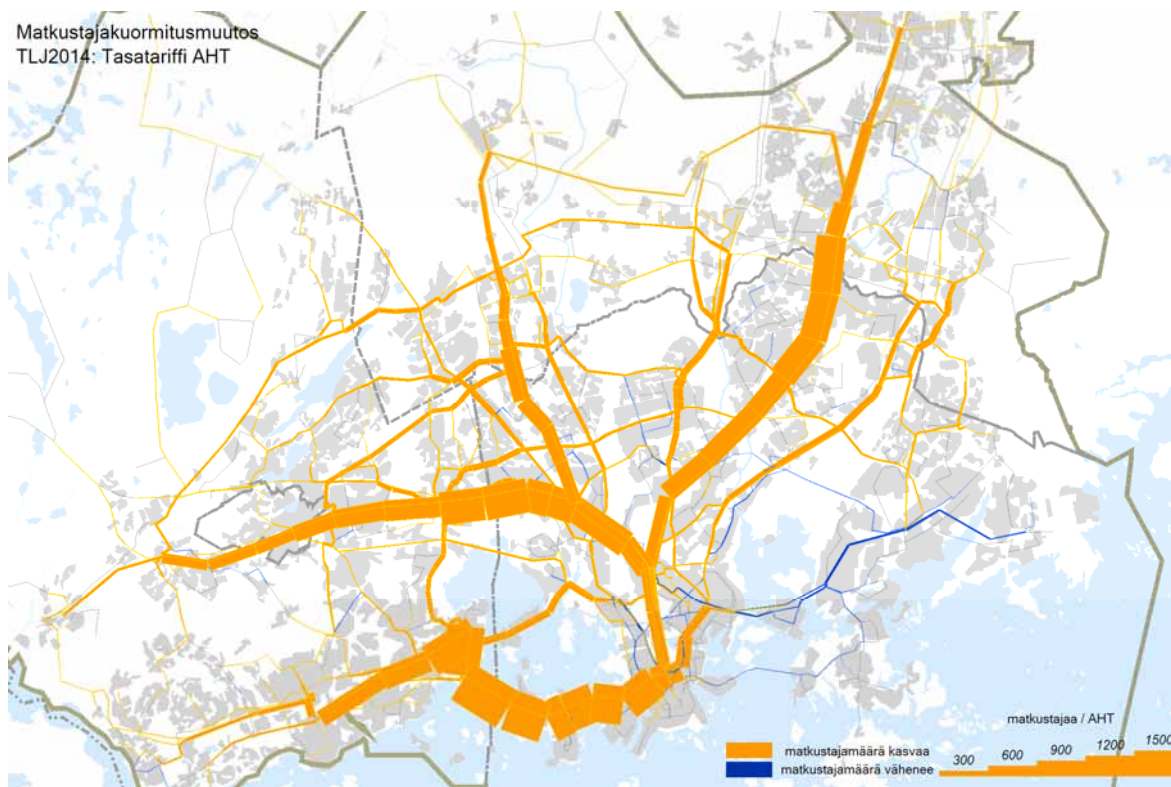 Matkustajakuormitusmuutos
TLJ2014: Tasatariffi AHT
matkustajaa / AHT
300 600 900 1200 1500
matkustajamäärä kasvaa
matkustajamäärä vähenee